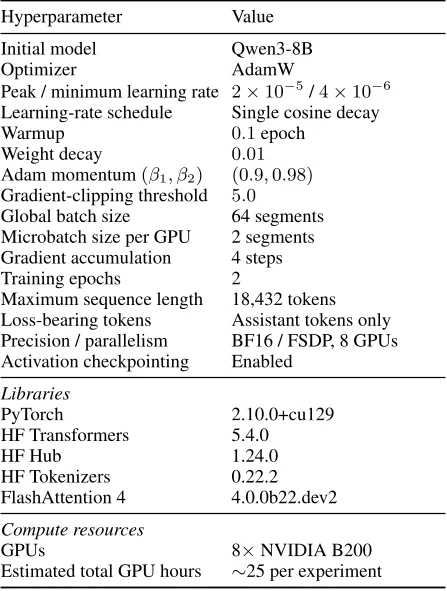 Hyperparameter Value
Initial model Qwen3-8B
Optimizer AdamW
Peak / minimum learning rate 2 × 10⁻⁵ / 4 × 10⁻⁶
Learning-rate schedule Single cosine decay
Warmup 0.1 epoch
Weight decay 0.01
Adam momentum (β₁, β₂) (0.9, 0.98)
Gradient-clipping threshold 5.0
Global batch size 64 segments
Microbatch size per GPU 2 segments
Gradient accumulation 4 steps
Training epochs 2
Maximum sequence length 18,432 tokens
Loss-bearing tokens Assistant tokens only
Precision / parallelism BF16 / FSDP, 8 GPUs
Activation checkpointing Enabled
Libraries
PyTorch 2.10.0+cu129
HF Transformers 5.4.0
HF Hub 1.24.0
HF Tokenizers 0.22.2
FlashAttention 4 4.0.0b22.dev2
Compute resources
GPUs 8× NVIDIA B200
Estimated total GPU hours ∼25 per experiment